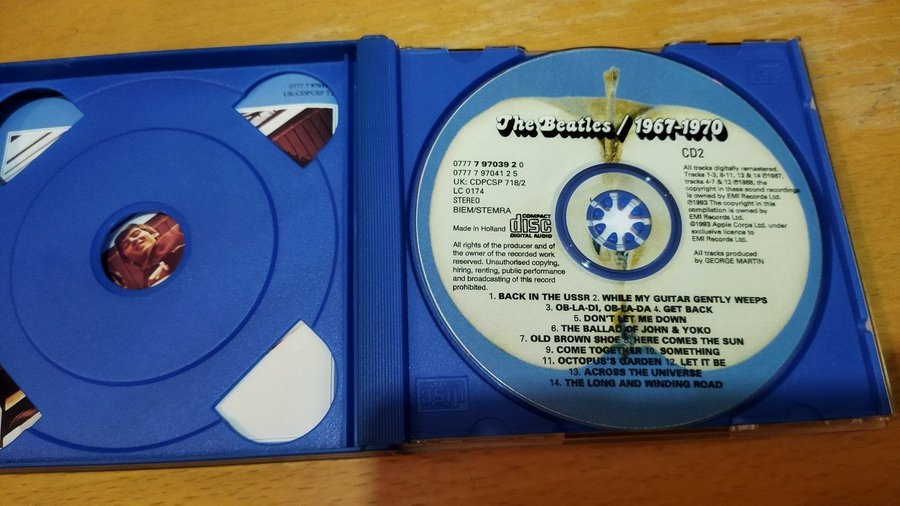 0777 7 9703
UK: CDPCSP 71
The Beatles / 1967-1970
CD2
0777 7 97039 2 0
0777 7 97041 2 5
UK: CDPCSP 718/2
LC 0174
STEREO
BIEM/STEMRA
Made in Holland
COMPACT
disc
DIGITAL AUDIO
All rights of the producer and of
the owner of the recorded work
reserved. Unauthorised copying,
hiring, renting, public performance
and broadcasting of this record
prohibited.
All tracks digitally remastered.
Tracks 1-3, 8-11, 13 & 14 ℗1987,
tracks 4-7 & 12 ℗1988, the
copyright in these sound recordings
is owned by EMI Records Ltd.
℗1993 The copyright in this
compilation is owned by
EMI Records Ltd.
©1993 Apple Corps Ltd. under
exclusive licence to
EMI Records Ltd.
All tracks produced
by GEORGE MARTIN
1. BACK IN THE USSR 2. WHILE MY GUITAR GENTLY WEEPS
3. OB-LA-DI, OB-LA-DA 4. GET BACK
5. DON'T LET ME DOWN
6. THE BALLAD OF JOHN & YOKO
7. OLD BROWN SHOE 8. HERE COMES THE SUN
9. COME TOGETHER 10. SOMETHING
11. OCTOPUS'S GARDEN 12. LET IT BE
13. ACROSS THE UNIVERSE
14. THE LONG AND WINDING ROAD